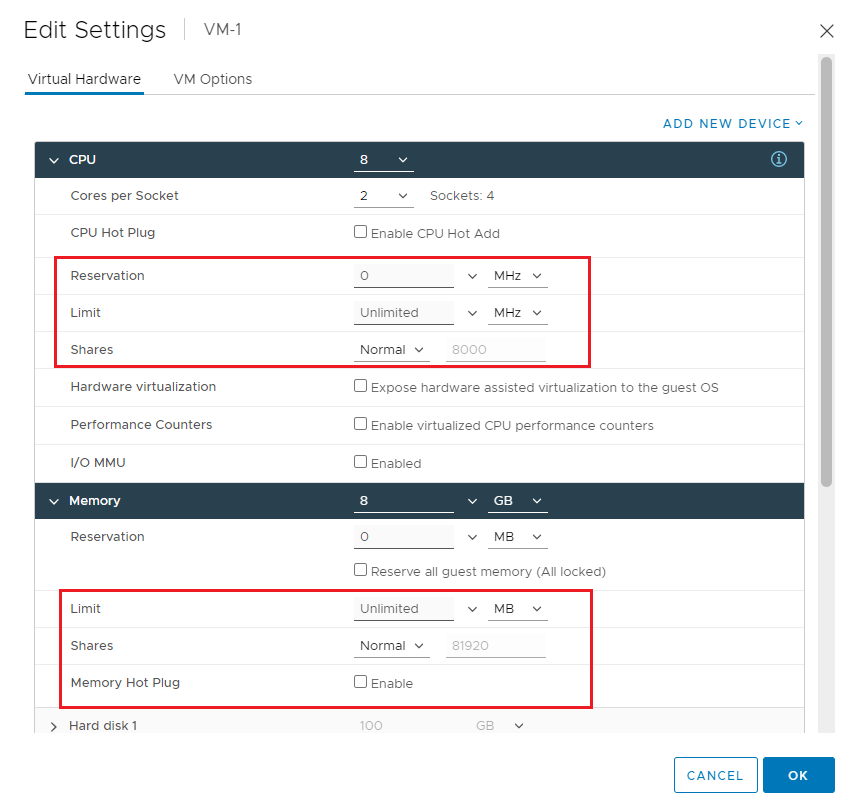 Edit Settings VM-1
Virtual Hardware VM Options
ADD NEW DEVICE
CPU 8
Cores per Socket 2 Sockets: 4
CPU Hot Plug Enable CPU Hot Add
Reservation 0 MHz
Limit Unlimited MHz
Shares Normal 8000
Hardware virtualization Expose hardware assisted virtualization to the guest OS
Performance Counters Enable virtualized CPU performance counters
I/O MMU Enabled
Memory 8 GB
Reservation 0 MB
Reserve all guest memory (All locked)
Limit Unlimited MB
Shares Normal 81920
Memory Hot Plug Enable
Hard disk 1 100 GB
CANCEL OK